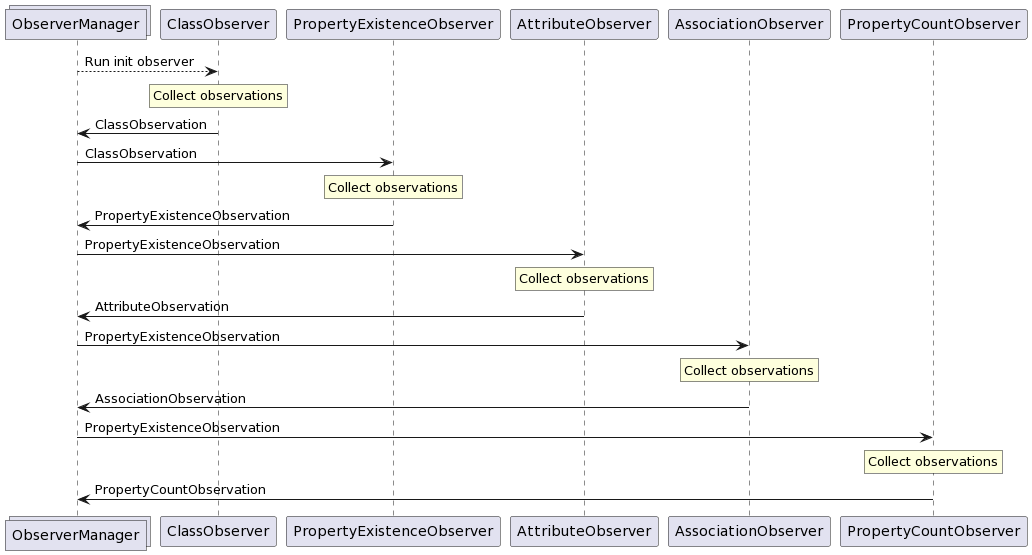 ObserverManager
ClassObserver
PropertyExistenceObserver
AttributeObserver
AssociationObserver
PropertyCountObserver
Run init observer
Collect observations
ClassObservation
ClassObservation
Collect observations
PropertyExistenceObservation
PropertyExistenceObservation
Collect observations
AttributeObservation
PropertyExistenceObservation
Collect observations
AssociationObservation
PropertyExistenceObservation
Collect observations
PropertyCountObservation
ObserverManager
ClassObserver
PropertyExistenceObserver
AttributeObserver
AssociationObserver
PropertyCountObserver